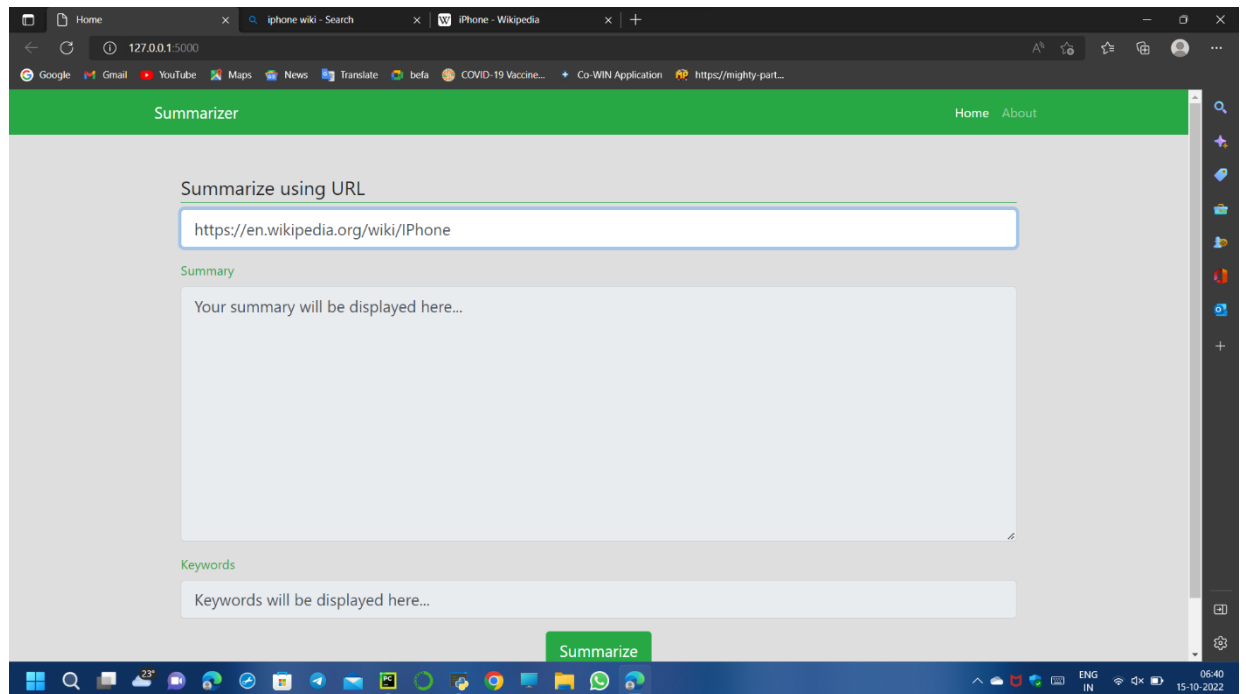 Home
iphone wiki - Search
W iPhone - Wikipedia
127.0.0.1:5000
Google Gmail YouTube Maps News Translate befa COVID-19 Vaccine... Co-WIN Application https://mighty-part...
Summarizer Home About
Summarize using URL
https://en.wikipedia.org/wiki/IPhone
Summary
Your summary will be displayed here...
Keywords
Keywords will be displayed here...
Summarize
23°
PC
ENG
IN
06:40
15-10-2022